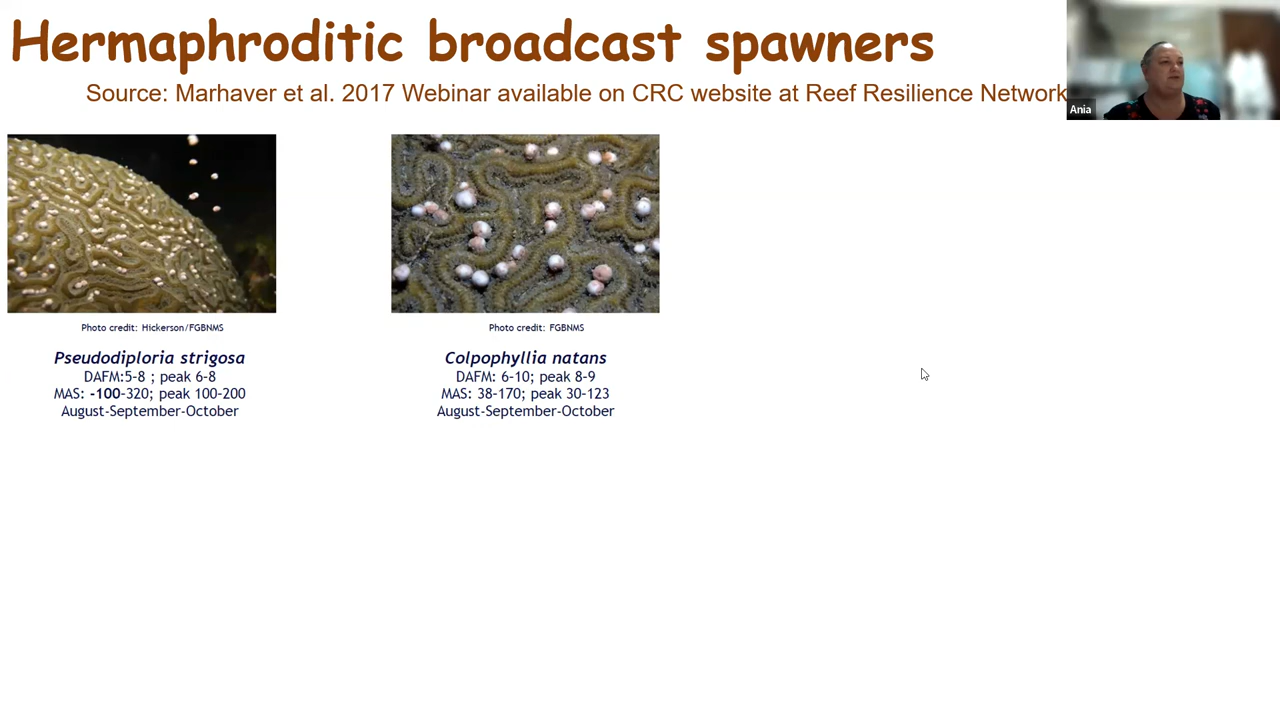 Hermaphroditic broadcast spawners
Source: Marhaver et al. 2017 Webinar available on CRC website at Reef Resilience Network
Ania
Photo credit: Hickerson/FGBNMS
Pseudodiploria strigosa
DAFM:5-8 ; peak 6-8
MAS: -100-320; peak 100-200
August-September-October
Photo credit: FGBNMS
Colpophyllia natans
DAFM: 6-10; peak 8-9
MAS: 38-170; peak 30-123
August-September-October